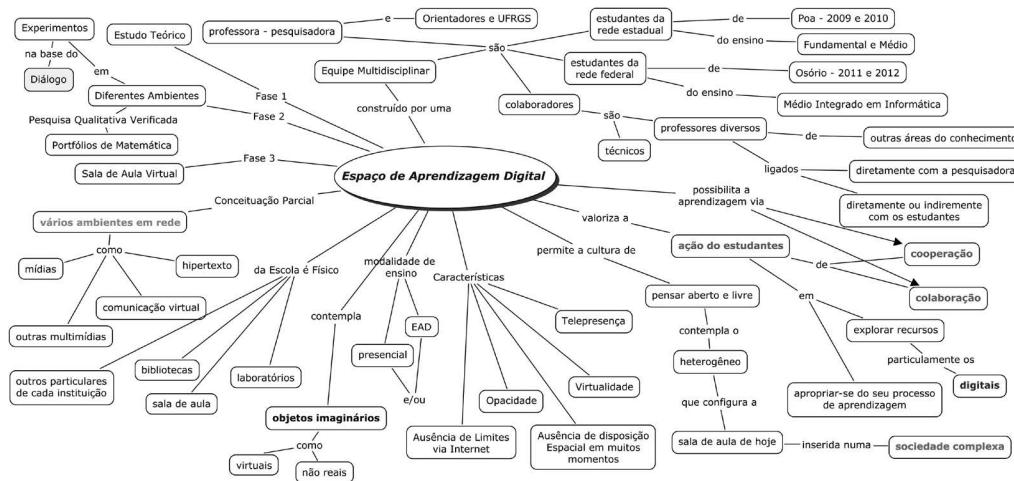 Experimentos
na base do
Diálogo
em
Diferentes Ambientes
Pesquisa Qualitativa Verificada
Portfólios de Matemática
Estudo Teórico
Fase 1
Fase 2
Fase 3
Sala de Aula Virtual
professora - pesquisadora
e
Orientadores e UFRGS
são
Equipe Multidisciplinar
construído por uma
estudantes da
rede estadual
de
Poa - 2009 e 2010
do ensino
Fundamental e Médio
estudantes da
rede federal
de
Osório - 2011 e 2012
do ensino
Médio Integrado em Informática
colaboradores
são
técnicos
professores diversos
de
outras áreas do conhecimento
ligados
diretamente com a pesquisadora
diretamente ou indiremente
com os estudantes
Espaço de Aprendizagem Digital
Conceituação Parcial
vários ambientes em rede
como
mídias
hipertexto
comunicação virtual
outras multimídias
da Escola é Físico
outros particulares
de cada instituição
bibliotecas
sala de aula
laboratórios
contempla
objetos imaginários
como
virtuais
não reais
modalidade de
ensino
presencial
EAD
e/ou
Características
Ausência de Limites
via Internet
Opacidade
Ausência de disposição
Espacial em muitos
momentos
Virtualidade
Telepresença
permite a cultura de
pensar aberto e livre
contempla o
heterogêneo
que configura a
sala de aula de hoje
inserida numa
sociedade complexa
valoriza a
ação do estudantes
de
em
apropriar-se do seu processo
de aprendizagem
explorar recursos
particulamente os
digitais
possibilita a
aprendizagem via
cooperação
colaboração